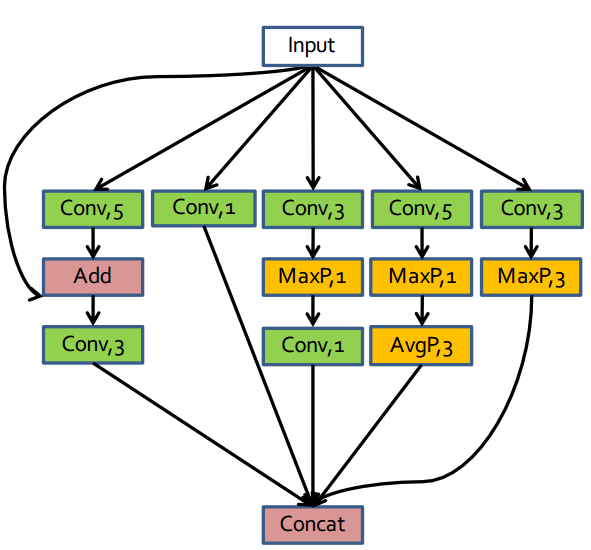 Input
Conv,5
Conv,1
Conv,3
Conv,5
Conv,3
Add
MaxP,1
MaxP,1
MaxP,3
Conv,3
Conv,1
AvgP,3
Concat